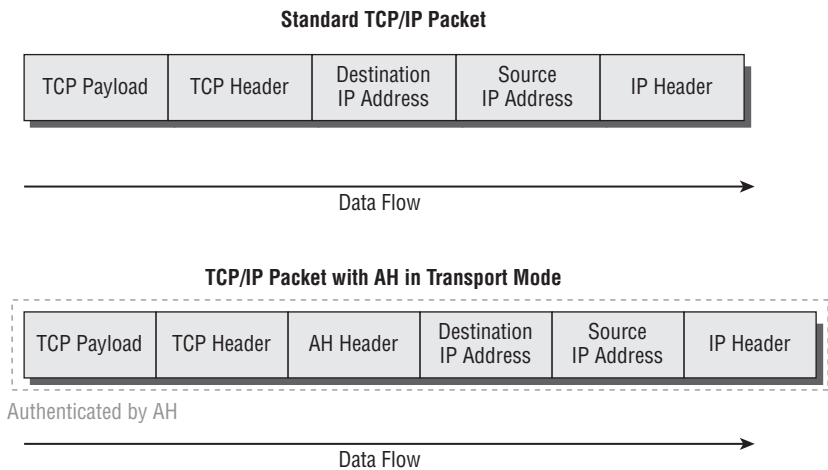 Standard TCP/IP Packet
TCP Payload
TCP Header
Destination
IP Address
Source
IP Address
IP Header
Data Flow
TCP/IP Packet with AH in Transport Mode
TCP Payload
TCP Header
AH Header
Destination
IP Address
Source
IP Address
IP Header
Authenticated by AH
Data Flow